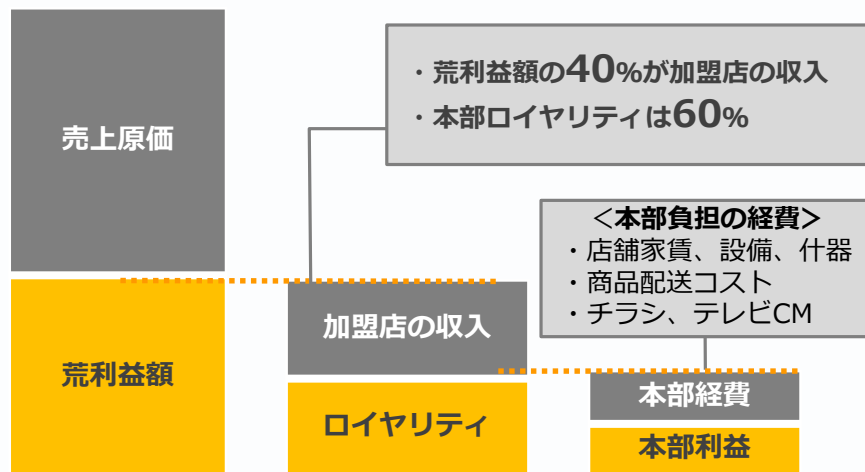 ・荒利益額の40%が加盟店の収入
・本部ロイヤリティは60%
売上原価
＜本部負担の経費＞
・店舗家賃、設備、什器
・商品配送コスト
・チラシ、テレビCM
加盟店の収入
荒利益額
本部経費
ロイヤリティ
本部利益